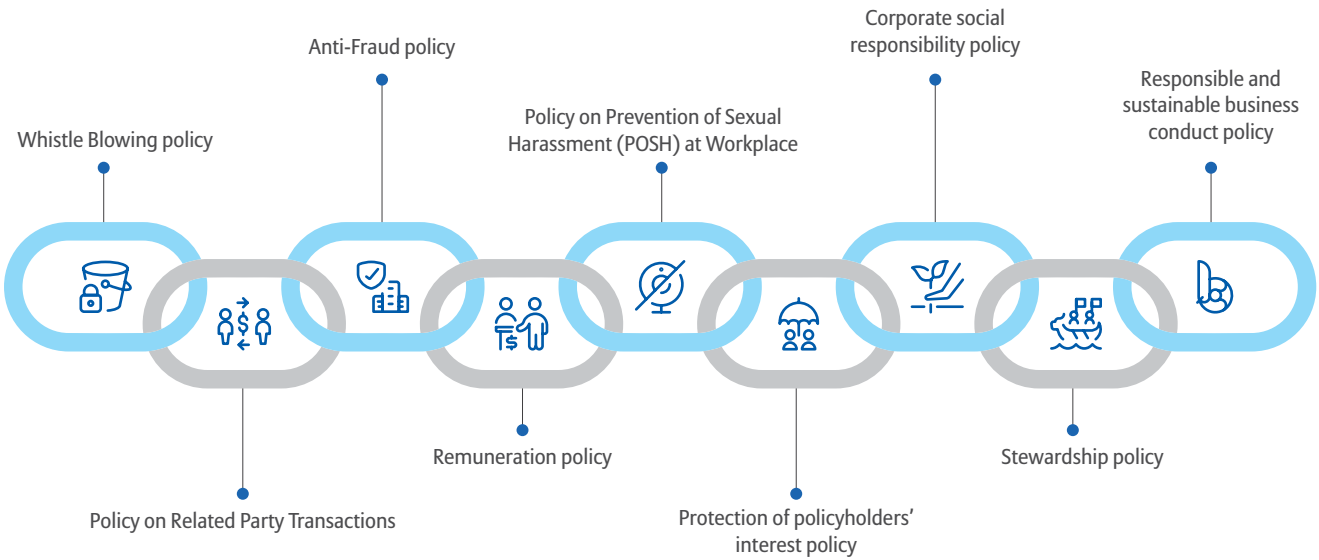 Whistle Blowing policy
Anti-Fraud policy
Policy on Prevention of Sexual
Harassment (POSH) at Workplace
Corporate social
responsibility policy
Responsible and
sustainable business
conduct policy
Policy on Related Party Transactions
Remuneration policy
Protection of policyholders’
interest policy
Stewardship policy